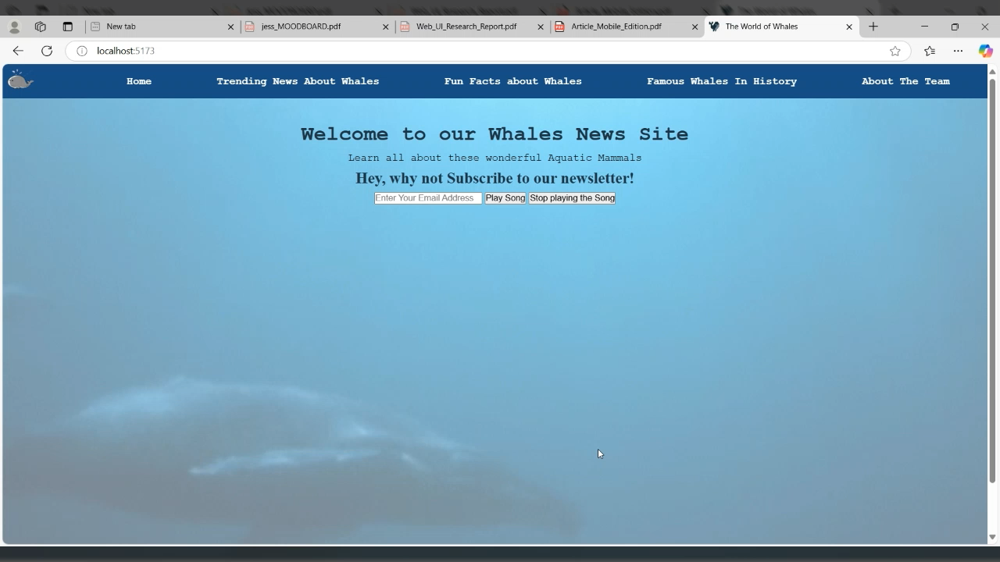 New tab
jess_MOODBOARD.pdf
Web_UI_Research_Report.pdf
Article_Mobile_Edition.pdf
The World of Whales
localhost:5173
Home
Trending News About Whales
Fun Facts about Whales
Famous Whales In History
About The Team
Welcome to our Whales News Site
Learn all about these wonderful Aquatic Mammals
Hey, why not Subscribe to our newsletter!
Enter Your Email Address
Play Song
Stop playing the Song